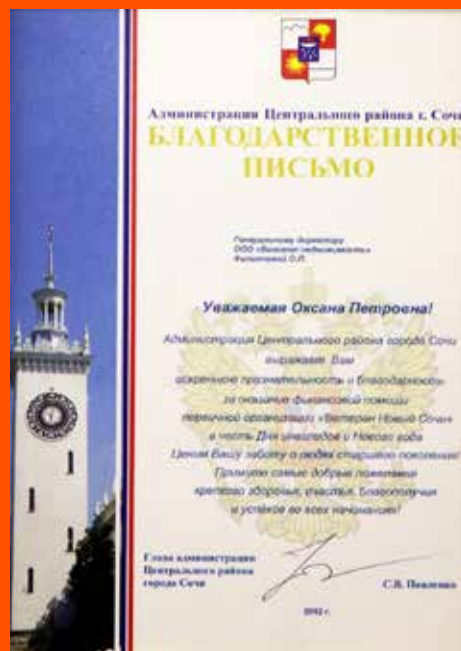 Администрация Центрального района г. Сочи
БЛАГОДАРСТВЕННОЕ
ПИСЬМО
Генеральному директору
ООО недвижимость»
О.П.
Уважаемая Оксана Петровна!
Администрация Центрального района города Сочи
выражает Вам
искреннюю признательность и благодарность
за оказание финансовой помощи
первичной организации «Ветеран Новый Сочи»
в честь Дня инвалидов и Нового года
Ценим Вашу заботу о людях старшего поколения!
Примите самые добрые пожелания
крепкого здоровья, счастья, благополучия
и успехов во всех начинаниях!
Глава администрации
Центрального района
города Сочи
С.В. Павленко
2012 г.